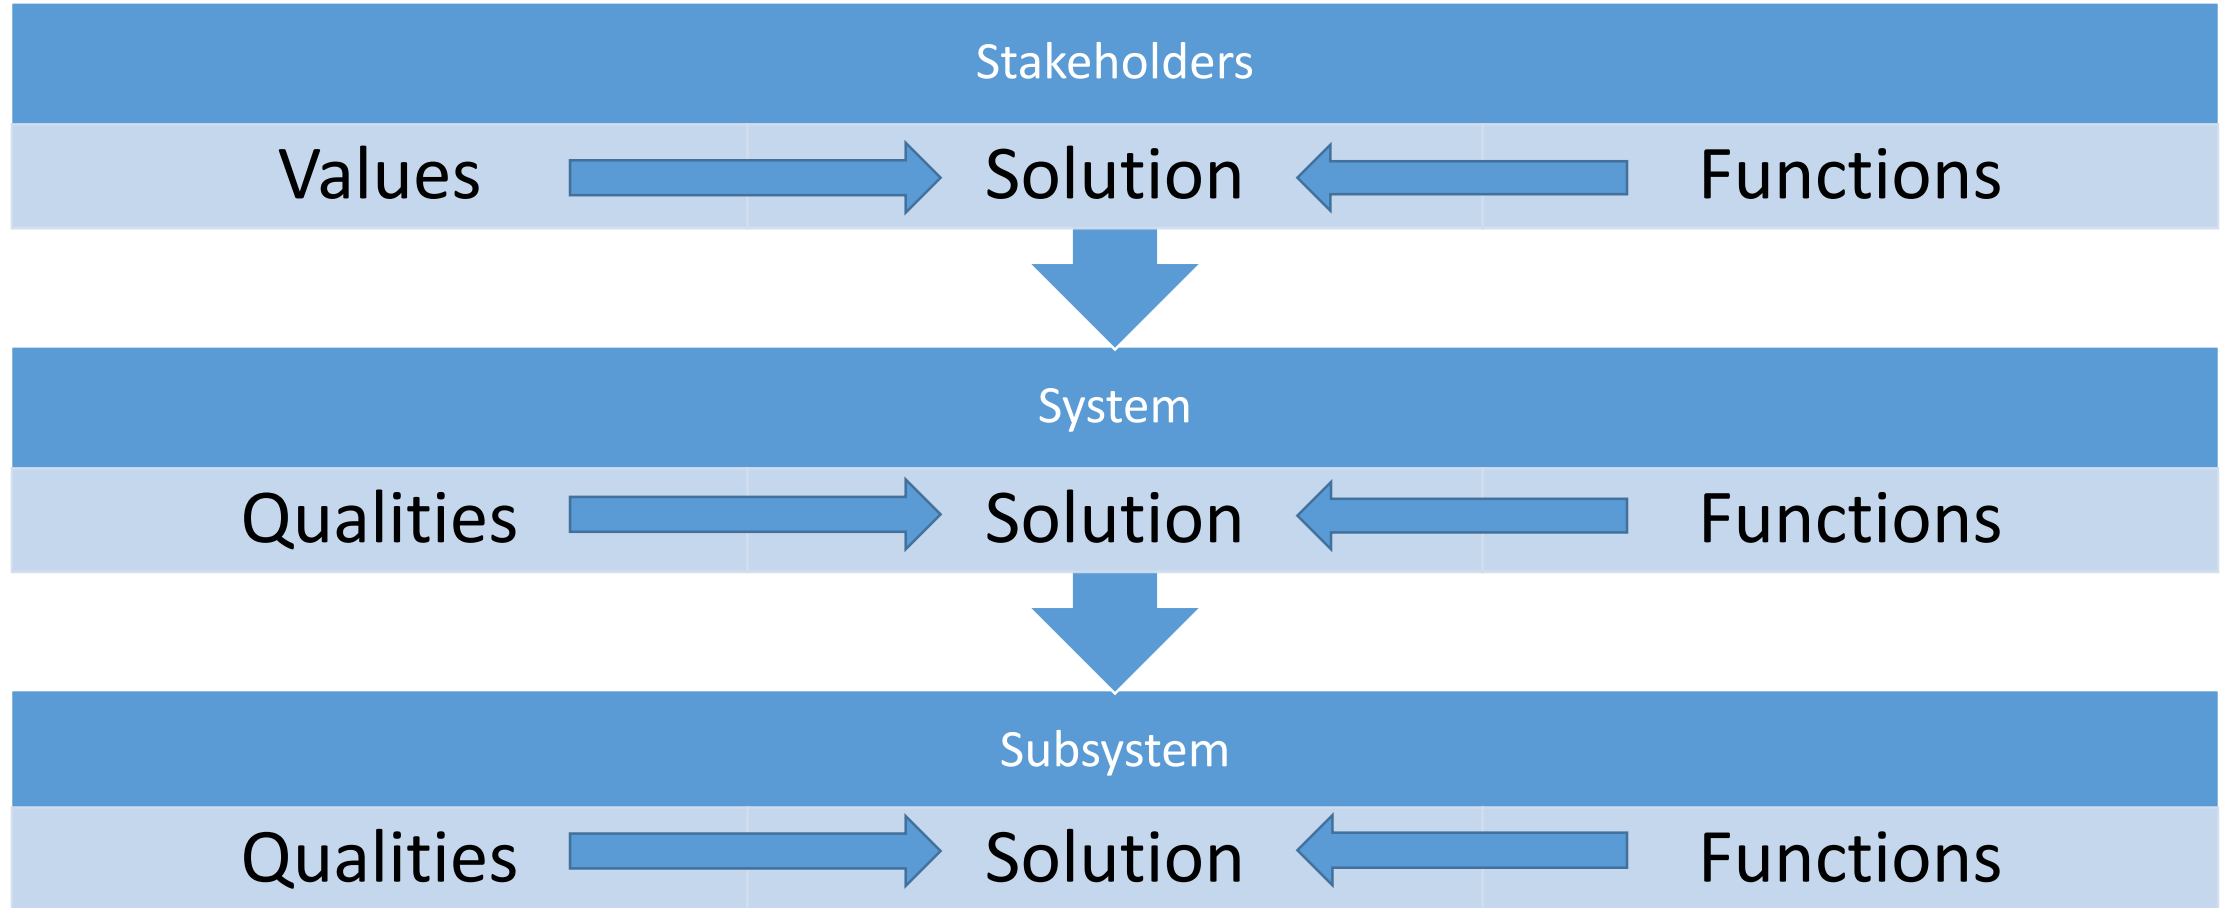 Stakeholders
Values Solution Functions
System
Qualities Solution Functions
Subsystem
Qualities Solution Functions